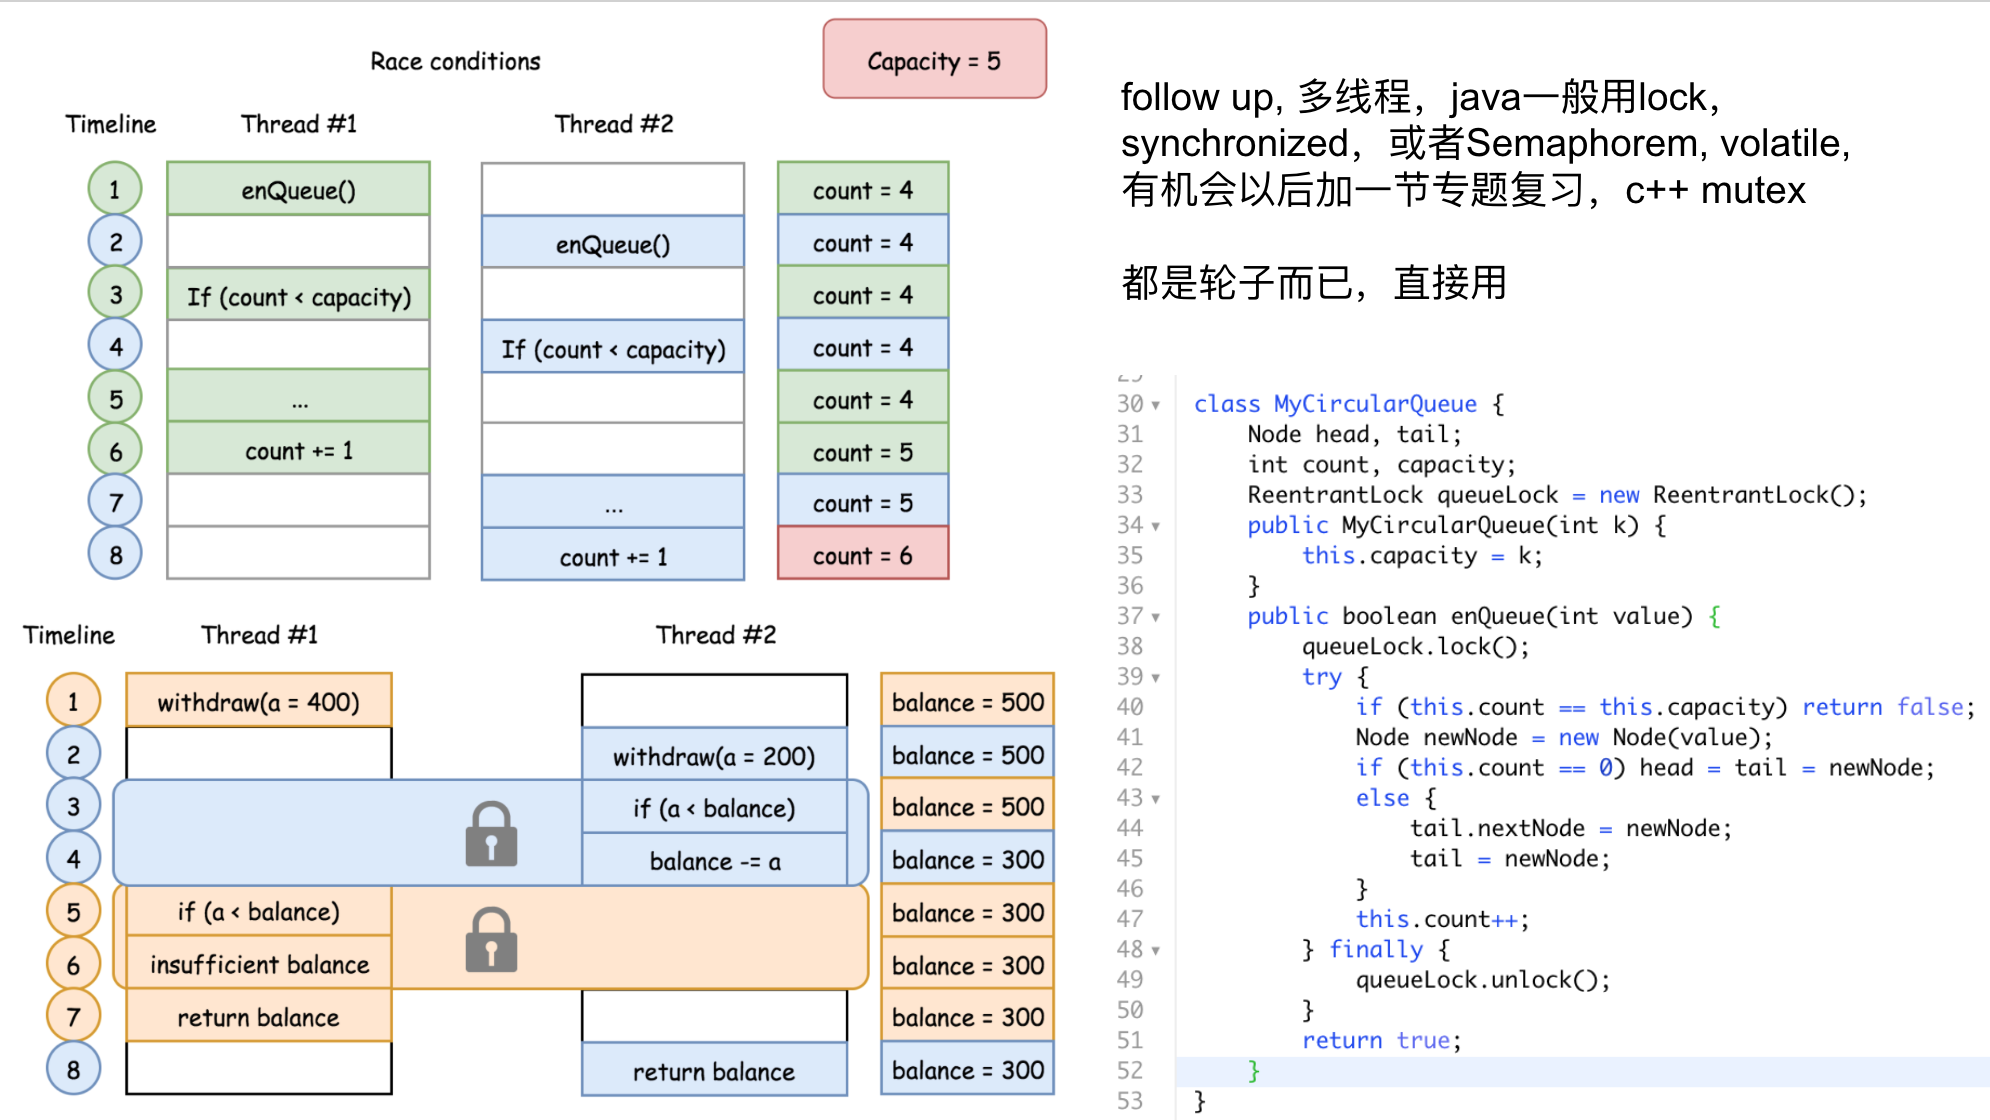 Race conditions
Capacity = 5
Timeline Thread #1 Thread #2
1 enQueue() count = 4
2 enQueue() count = 4
3 If (count < capacity) count = 4
4 If (count < capacity) count = 4
5 ... count = 4
6 count += 1 count = 5
7 ... count = 5
8 count += 1 count = 6
Timeline Thread #1 Thread #2
1 withdraw(a = 400) balance = 500
2 withdraw(a = 200) balance = 500
3 if (a < balance) balance = 500
4 balance -= a balance = 300
5 if (a < balance) balance = 300
6 insufficient balance balance = 300
7 return balance balance = 300
8 return balance balance = 300
follow up, 多线程，java一般用lock，
synchronized，或者Semaphorem, volatile,
有机会以后加一节专题复习，c++ mutex
都是轮子而已，直接用
30 class MyCircularQueue {
31 Node head, tail;
32 int count, capacity;
33 ReentrantLock queueLock = new ReentrantLock();
34 public MyCircularQueue(int k) {
35 this.capacity = k;
36 }
37 public boolean enQueue(int value) {
38 queueLock.lock();
39 try {
40 if (this.count == this.capacity) return false;
41 Node newNode = new Node(value);
42 if (this.count == 0) head = tail = newNode;
43 else {
44 tail.nextNode = newNode;
45 tail = newNode;
46 }
47 this.count++;
48 } finally {
49 queueLock.unlock();
50 }
51 return true;
52 }
53 }